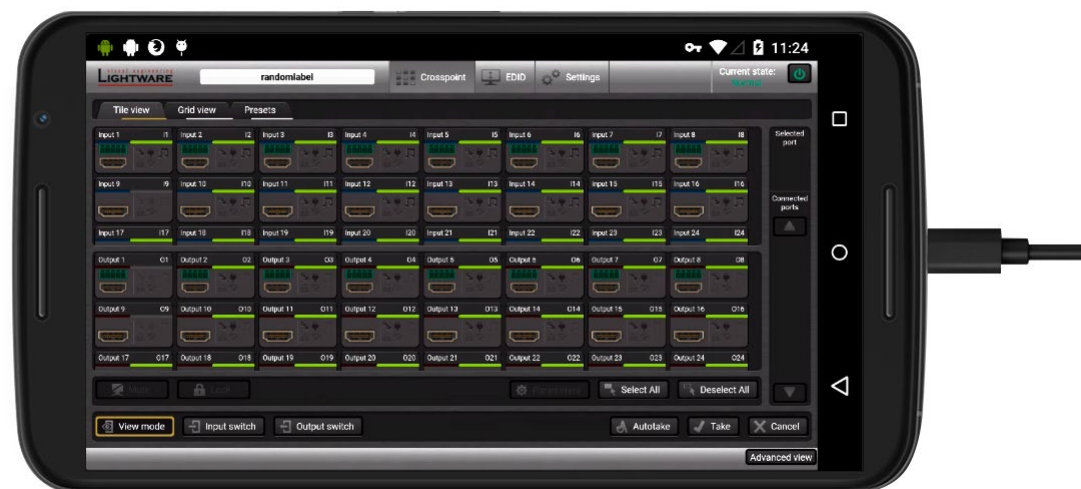 11:24
visual engineering
LIGHTWARE
randomlabel
Crosspoint
EDID
Settings
Current state:
Normal
Tile view Grid view Presets
Input 1 I1 Input 2 I2 Input 3 I3 Input 4 I4 Input 5 I5 Input 6 I6 Input 7 I7 Input 8 I8
Selected
port
Input 9 I9 Input 10 I10 Input 11 I11 Input 12 I12 Input 13 I13 Input 14 I14 Input 15 I15 Input 16 I16
Connected
ports
Input 17 I17 Input 18 I18 Input 19 I19 Input 20 I20 Input 21 I21 Input 22 I22 Input 23 I23 Input 24 I24
Output 1 O1 Output 2 O2 Output 3 O3 Output 4 O4 Output 5 O5 Output 6 O6 Output 7 O7 Output 8 O8
Output 9 O9 Output 10 O10 Output 11 O11 Output 12 O12 Output 13 O13 Output 14 O14 Output 15 O15 Output 16 O16
Output 17 O17 Output 18 O18 Output 19 O19 Output 20 O20 Output 21 O21 Output 22 O22 Output 23 O23 Output 24 O24
Mute Lock Parameters Select All Deselect All
View mode Input switch Output switch Autotake Take Cancel
Advanced view